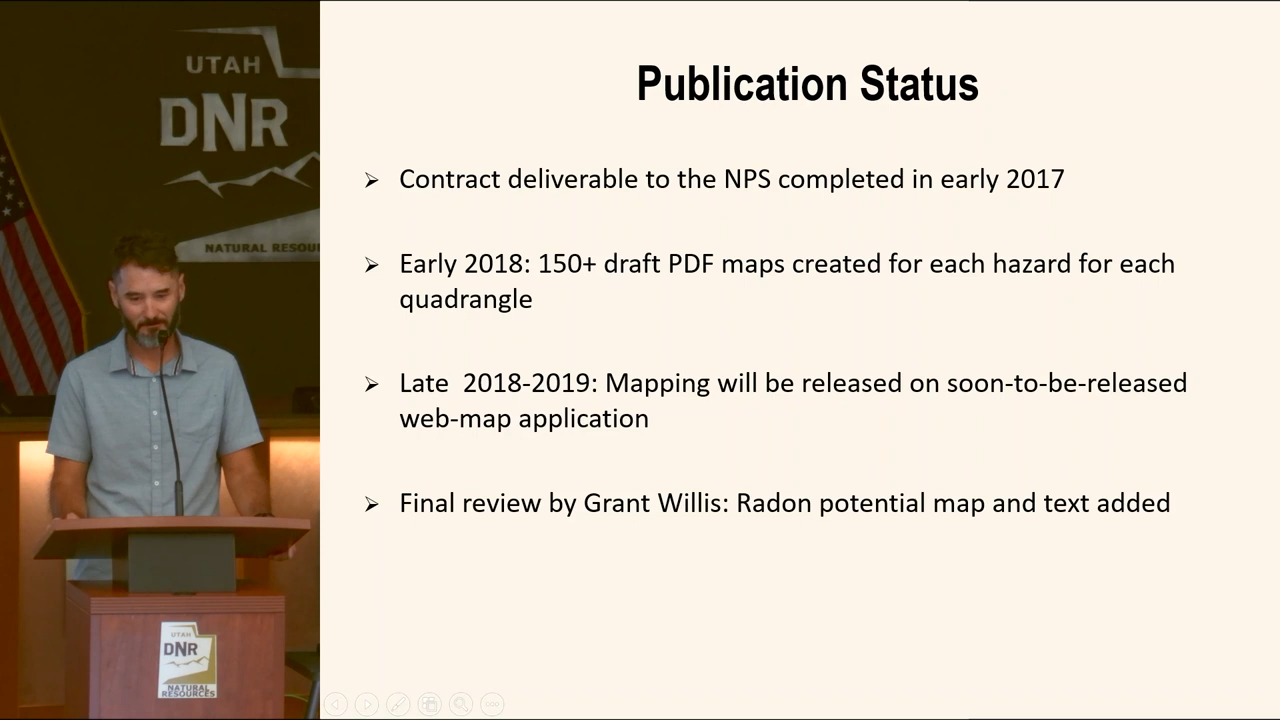 UTAH
DNR
NATURAL RESOU
UTAH
DNR
NATURAL
RESOURCES
Publication Status
Contract deliverable to the NPS completed in early 2017
Early 2018: 150+ draft PDF maps created for each hazard for each
quadrangle
Late  2018-2019: Mapping will be released on soon-to-be-released
web-map application
Final review by Grant Willis: Radon potential map and text added